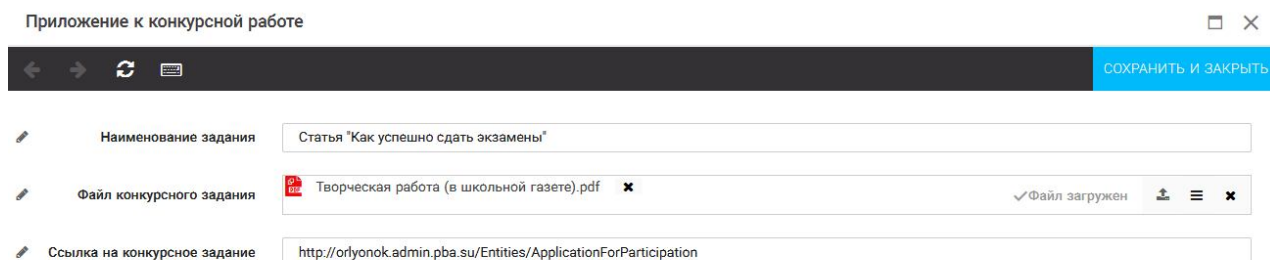 Приложение к конкурсной работе
СОХРАНИТЬ И ЗАКРЫТЬ
Наименование задания Статья "Как успешно сдать экзамены"
Файл конкурсного задания Творческая работа (в школьной газете).pdf Файл загружен
Ссылка на конкурсное задание http://orlyonok.admin.pba.su/Entities/ApplicationForParticipation